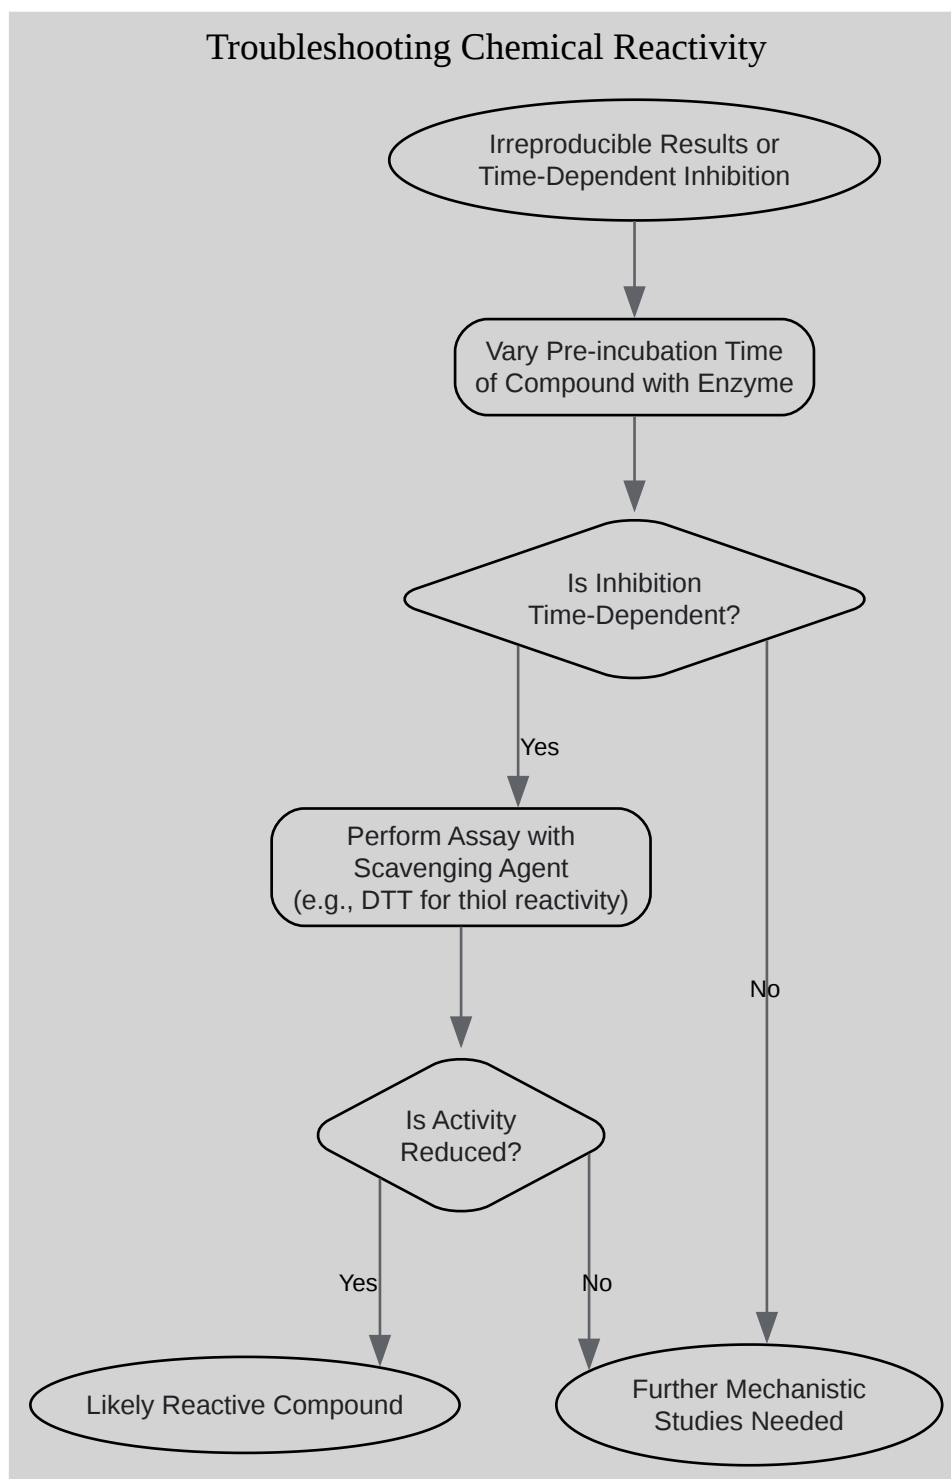 Troubleshooting Chemical Reactivity
Irreproducible Results or
Time-Dependent Inhibition
Vary Pre-incubation Time
of Compound with Enzyme
Is Inhibition
Time-Dependent?
Yes
Perform Assay with
Scavenging Agent
(e.g., DTT for thiol reactivity)
No
Is Activity
Reduced?
Yes
No
Likely Reactive Compound
Further Mechanistic
Studies Needed